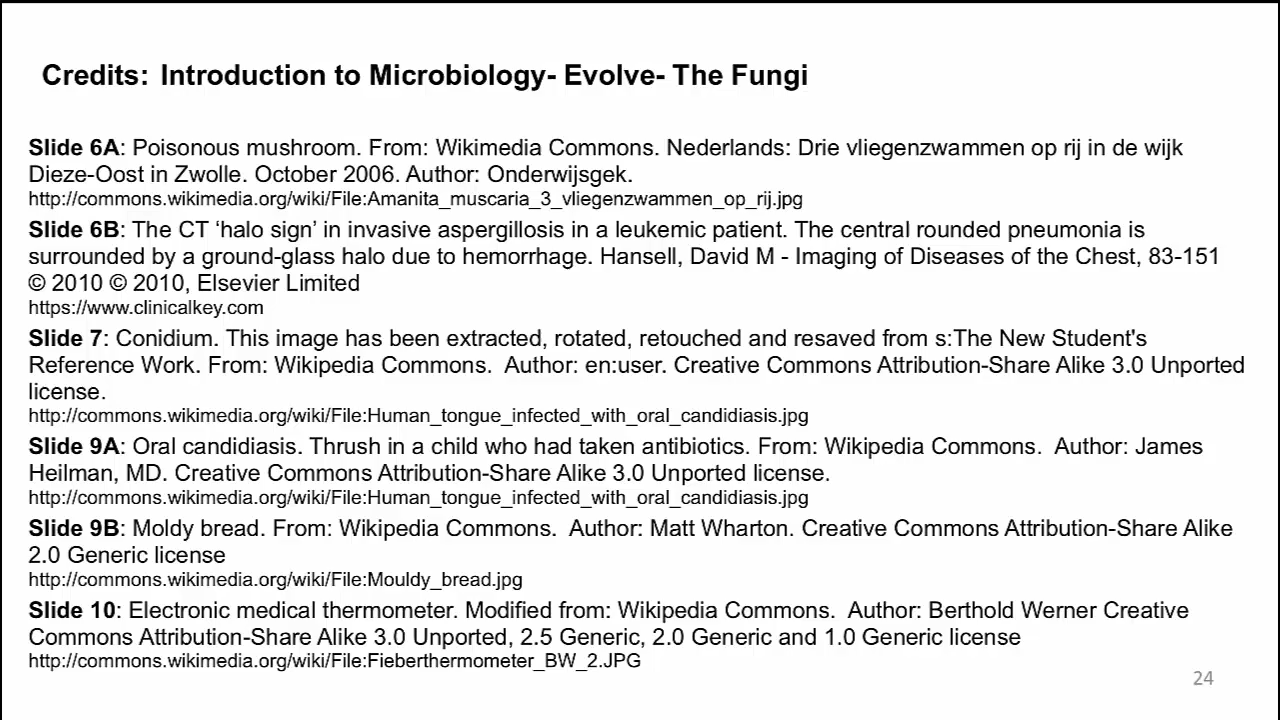 Credits: Introduction to Microbiology- Evolve- The Fungi
Slide 6A: Poisonous mushroom. From: Wikimedia Commons. Nederlands: Drie vliegenzwammen op rij in de wijk
Dieze-Oost in Zwolle. October 2006. Author: Onderwijsgek.
http://commons.wikimedia.org/wiki/File:Amanita_muscaria_3_vliegenzwammen_op_rij.jpg
Slide 6B: The CT ‘halo sign’ in invasive aspergillosis in a leukemic patient. The central rounded pneumonia is
surrounded by a ground-glass halo due to hemorrhage. Hansell, David M - Imaging of Diseases of the Chest, 83-151
© 2010 © 2010, Elsevier Limited
https://www.clinicalkey.com
Slide 7: Conidium. This image has been extracted, rotated, retouched and resaved from s:The New Student's
Reference Work. From: Wikipedia Commons.  Author: en:user. Creative Commons Attribution-Share Alike 3.0 Unported
license.
http://commons.wikimedia.org/wiki/File:Human_tongue_infected_with_oral_candidiasis.jpg
Slide 9A: Oral candidiasis. Thrush in a child who had taken antibiotics. From: Wikipedia Commons.  Author: James
Heilman, MD. Creative Commons Attribution-Share Alike 3.0 Unported license.
http://commons.wikimedia.org/wiki/File:Human_tongue_infected_with_oral_candidiasis.jpg
Slide 9B: Moldy bread. From: Wikipedia Commons.  Author: Matt Wharton. Creative Commons Attribution-Share Alike
2.0 Generic license
http://commons.wikimedia.org/wiki/File:Mouldy_bread.jpg
Slide 10: Electronic medical thermometer. Modified from: Wikipedia Commons.  Author: Berthold Werner Creative
Commons Attribution-Share Alike 3.0 Unported, 2.5 Generic, 2.0 Generic and 1.0 Generic license
http://commons.wikimedia.org/wiki/File:Fieberthermometer_BW_2.JPG
24